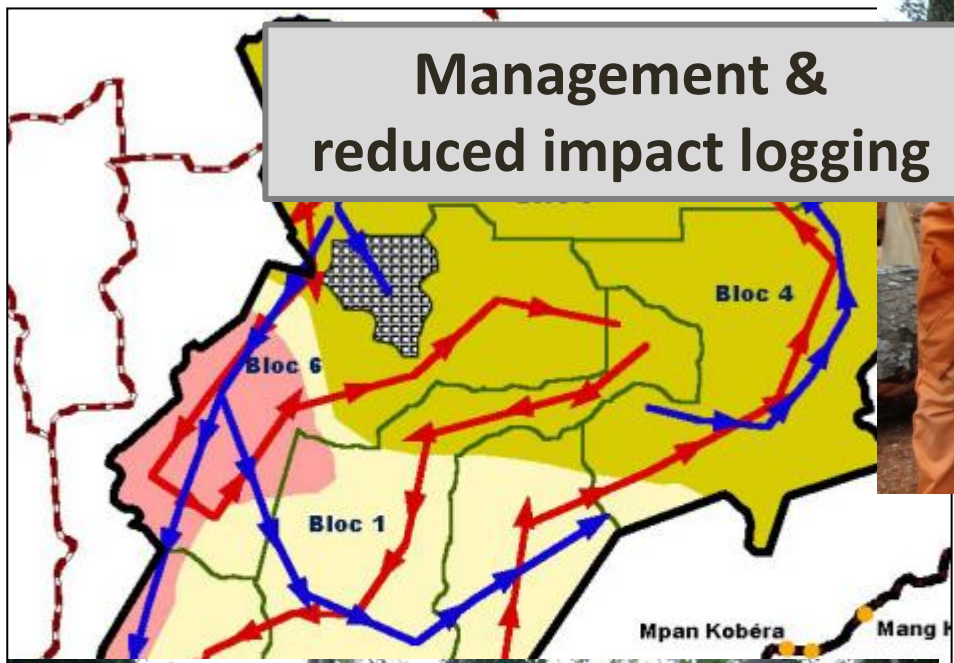 Management &
reduced impact logging
Bloc 4
Bloc 6
Bloc 1
Mpan Kobéra
Mang